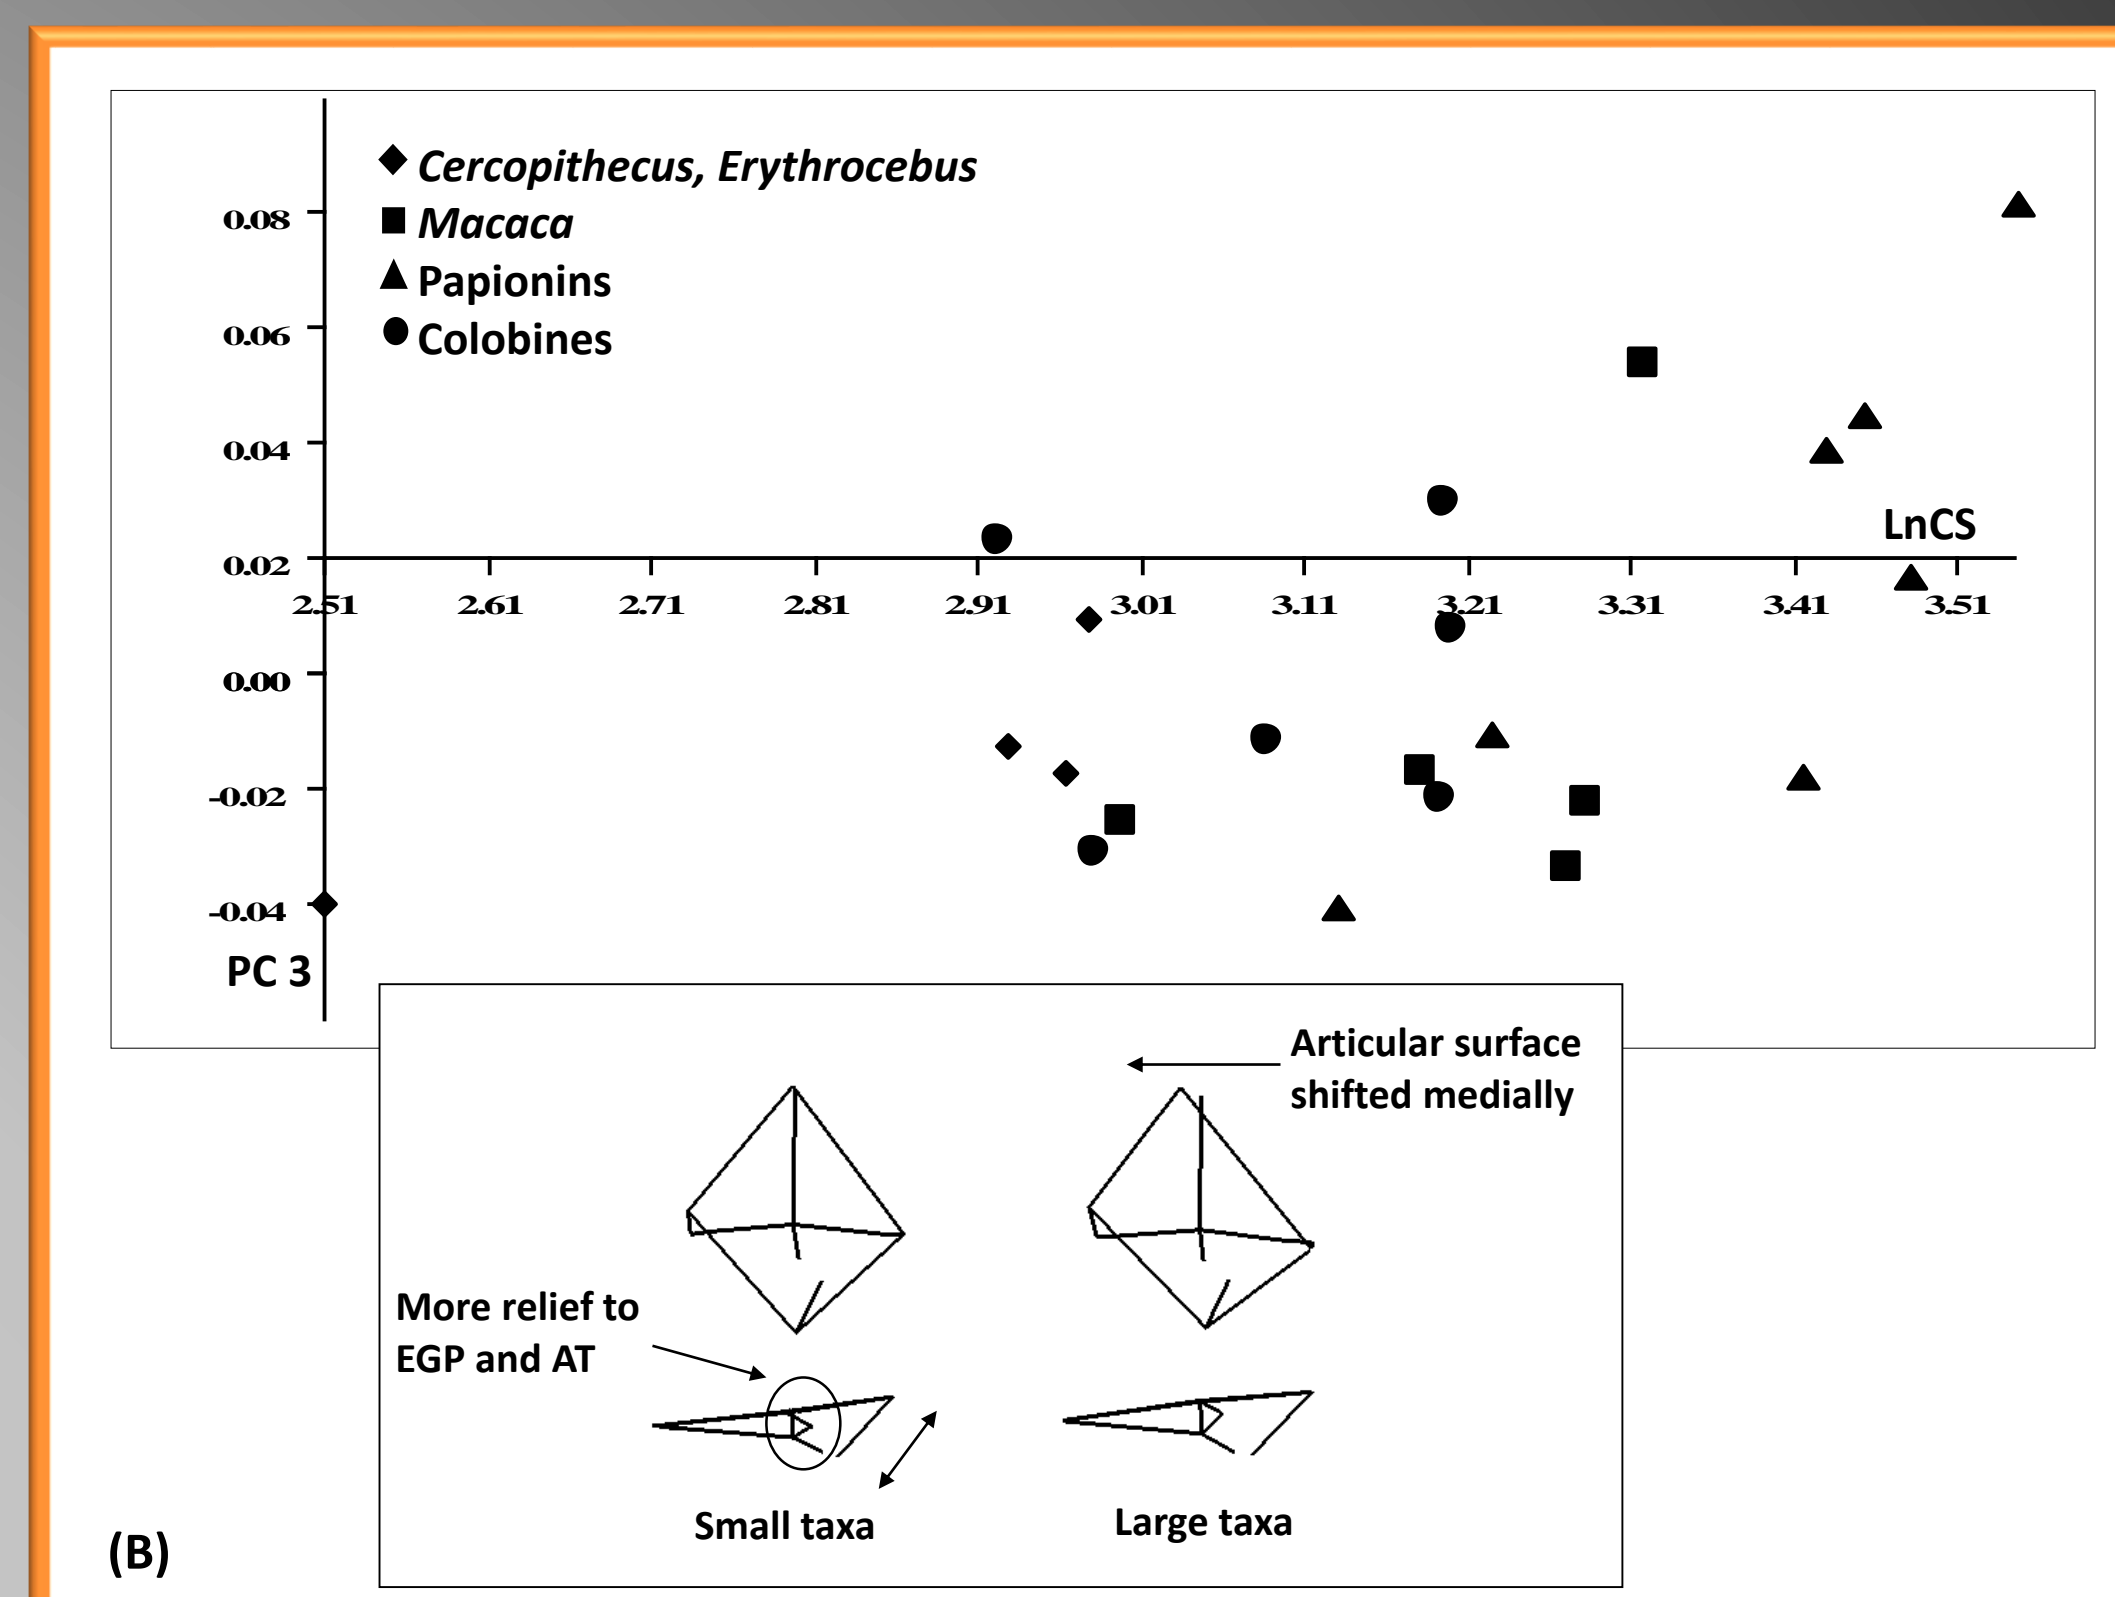 Cercopithecus, Erythrocebus
Macaca
Papionins
Colobines
0.08
0.06
0.04
0.02
0.00
-0.02
-0.04
PC 3
LnCS
2.51 2.61 2.71 2.81 2.91 3.01 3.11 3.21 3.31 3.41 3.51
Articular surface
shifted medially
More relief to
EGP and AT
Small taxa
Large taxa
(B)